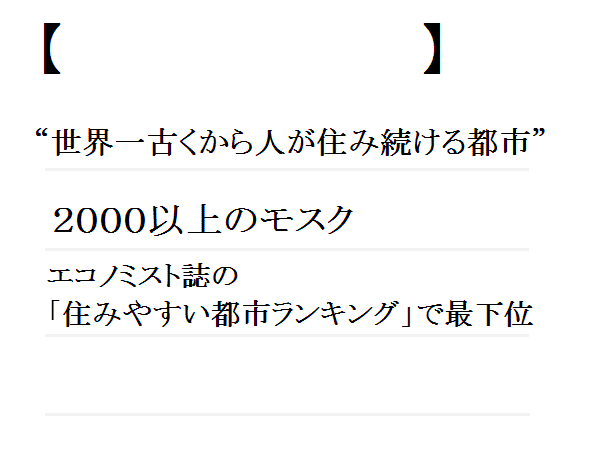 【 】
“世界一古くから人が住み続ける都市”
2000以上のモスク
エコノミスト誌の
「住みやすい都市ランキング」で最下位